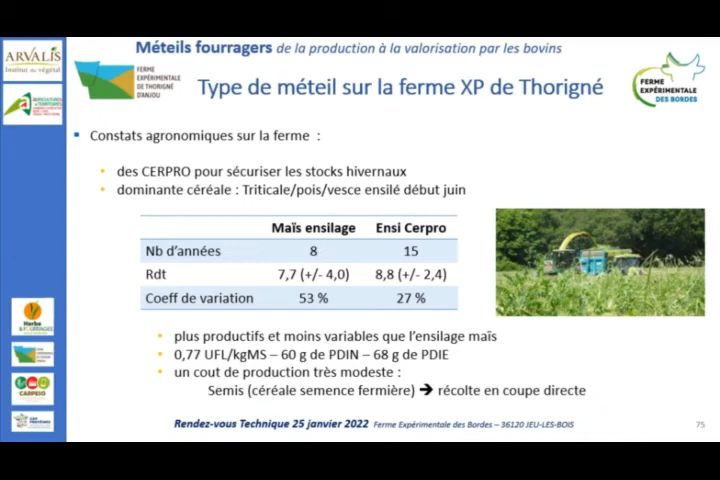 Méteils fourragers de la production à la valorisation par les bovins
ARVALIS
Institut du végétal
FERME
EXPÉRIMENTALE
DE THORIGNÉ
D'ANJOU
Type de méteil sur la ferme XP de Thorigné
FERME
EXPÉRIMENTALE
DES BORDES
AGRICULTURES
& TERRITOIRES
Constats agronomiques sur la ferme :
des CERPRO pour sécuriser les stocks hivernaux
dominante céréale : Triticale/pois/vesce ensilé début juin
Maïs ensilage Ensi Cerpro
Nb d'années 8 15
Rdt 7,7 (+/- 4,0) 8,8 (+/- 2,4)
Coeff de variation 53 % 27 %
plus productifs et moins variables que l'ensilage maïs
0,77 UFL/kgMS – 60 g de PDIN – 68 g de PDIE
un coût de production très modeste :
Semis (céréale semence fermière) → récolte en coupe directe
Herbe
& FOURRAGES
CARPESO
Rendez-vous Technique 25 janvier 2022 Ferme Expérimentale des Bordes – 36120 JEU-LES-BOIS
75